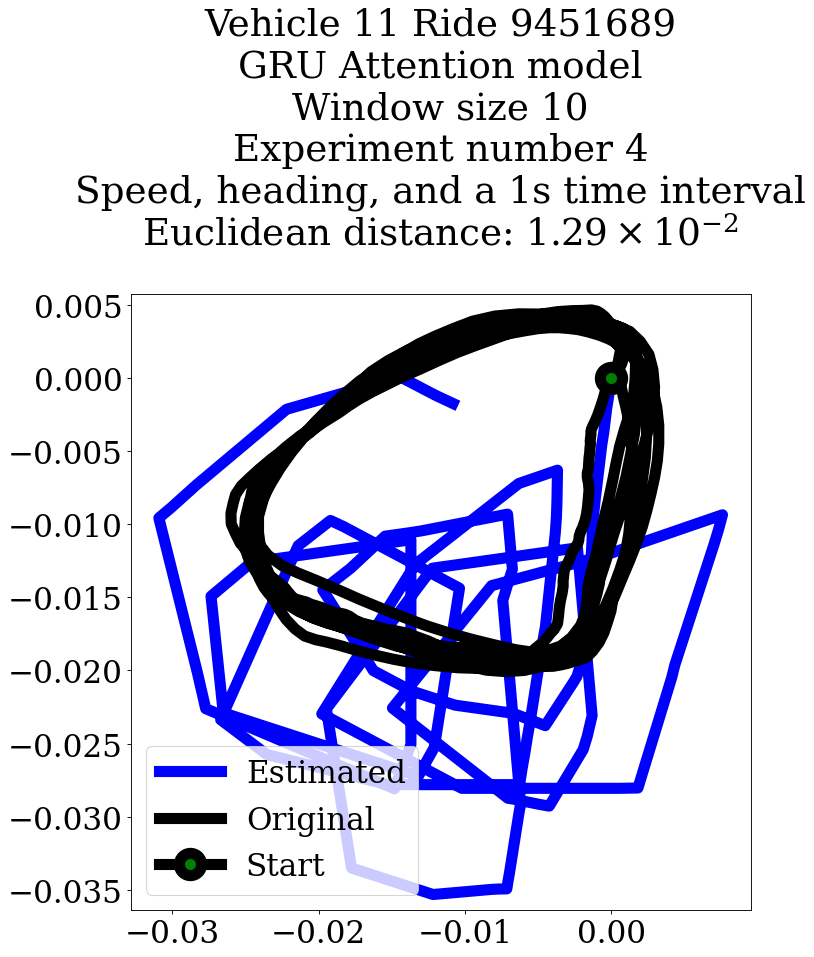 Vehicle 11 Ride 9451689
GRU Attention model
Window size 10
Experiment number 4
Speed, heading, and a 1s time interval
Euclidean distance: 1.29 × 10⁻²
0.005
0.000
−0.005
−0.010
−0.015
−0.020
−0.025
−0.030
−0.035
Estimated
Original
Start
−0.03 −0.02 −0.01 0.00